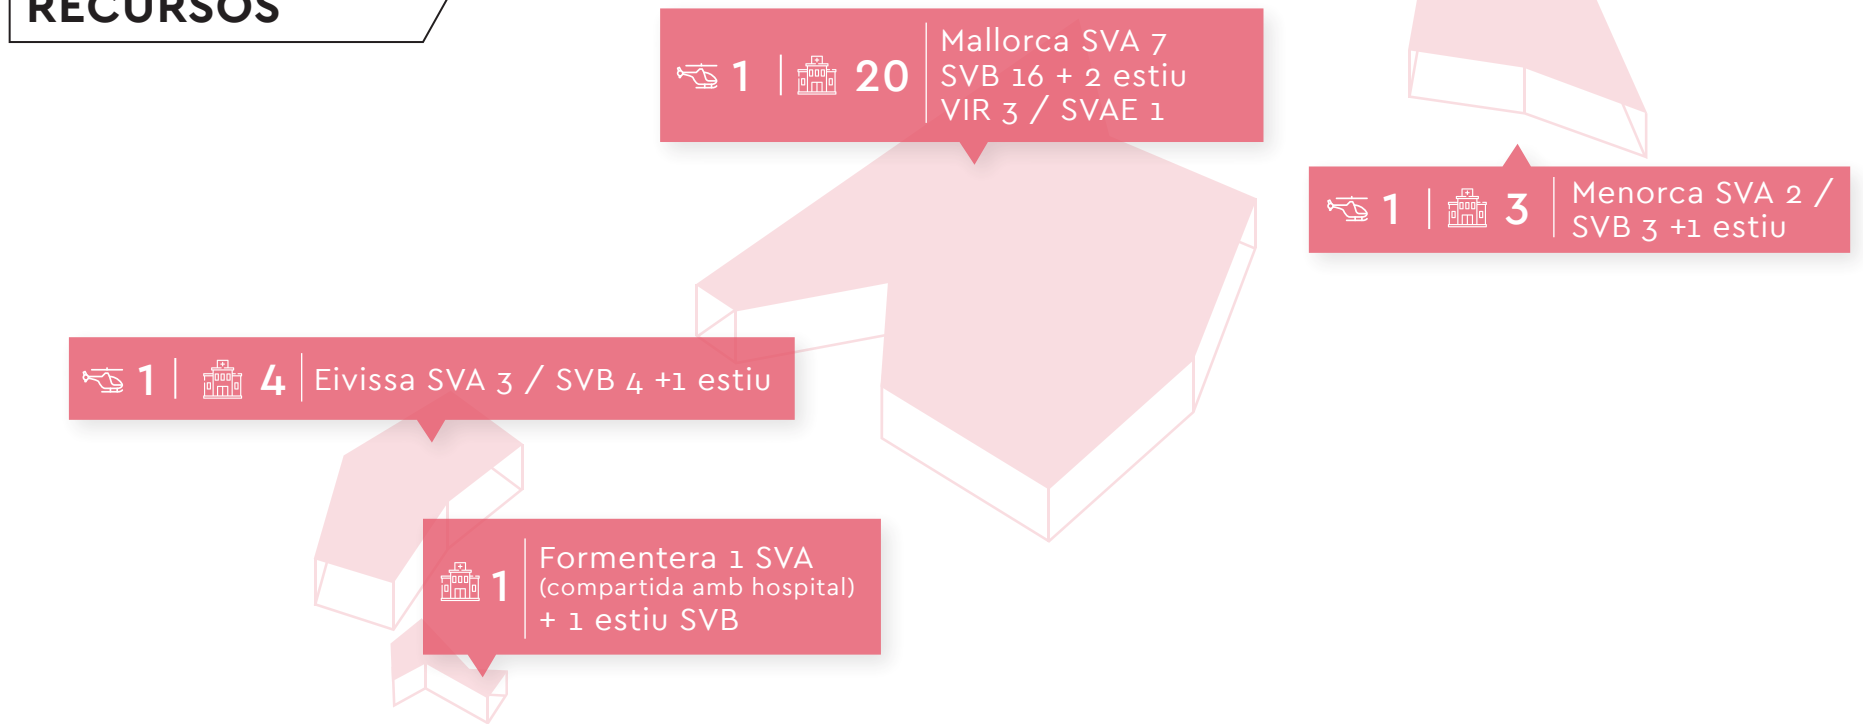 RECURSOS
1 20 Mallorca SVA 7
SVB 16 + 2 estiu
VIR 3 / SVAE 1
1 3 Menorca SVA 2 /
SVB 3 +1 estiu
1 4 Eivissa SVA 3 / SVB 4 +1 estiu
1 Formentera 1 SVA
(compartida amb hospital)
+ 1 estiu SVB